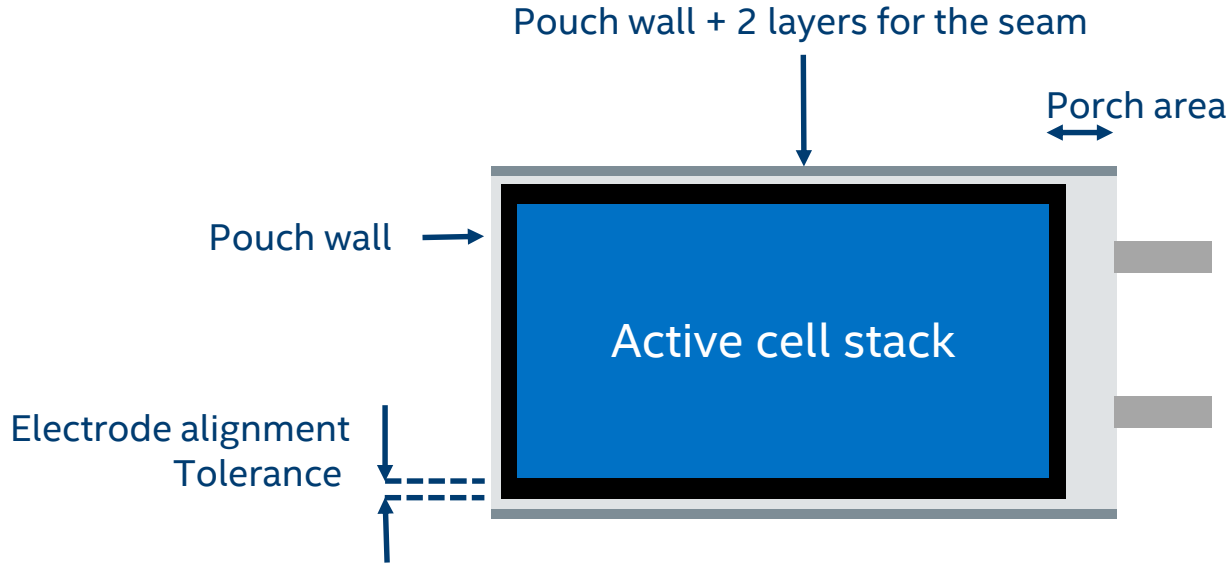 Pouch wall + 2 layers for the seam
Porch area
Pouch wall
Active cell stack
Electrode alignment
Tolerance